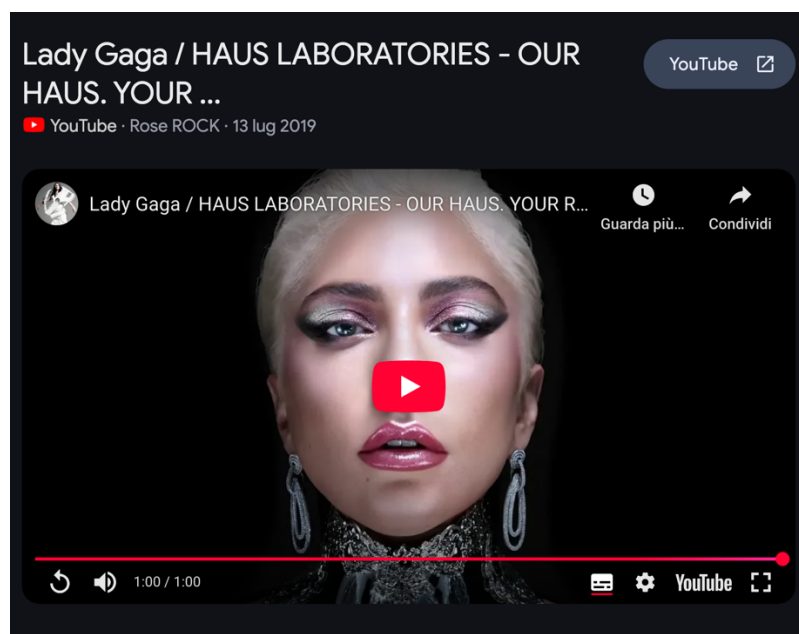 Lady Gaga / HAUS LABORATORIES - OUR
HAUS. YOUR ...
YouTube
YouTube · Rose ROCK · 13 lug 2019
Lady Gaga / HAUS LABORATORIES - OUR HAUS. YOUR R...
Guarda più...
Condividi
1:00 / 1:00
YouTube